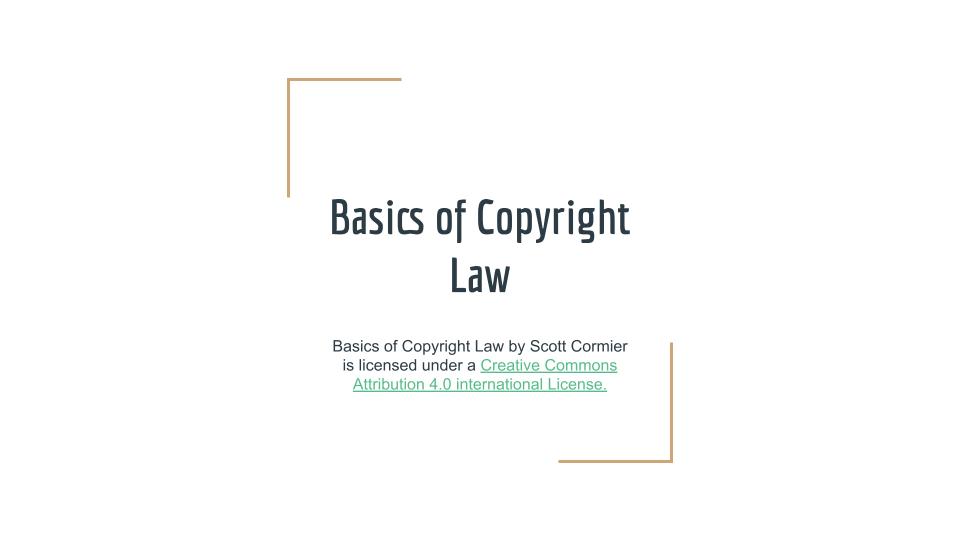 Basics of Copyright
Law
Basics of Copyright Law by Scott Cormier
is licensed under a Creative Commons
Attribution 4.0 international License.